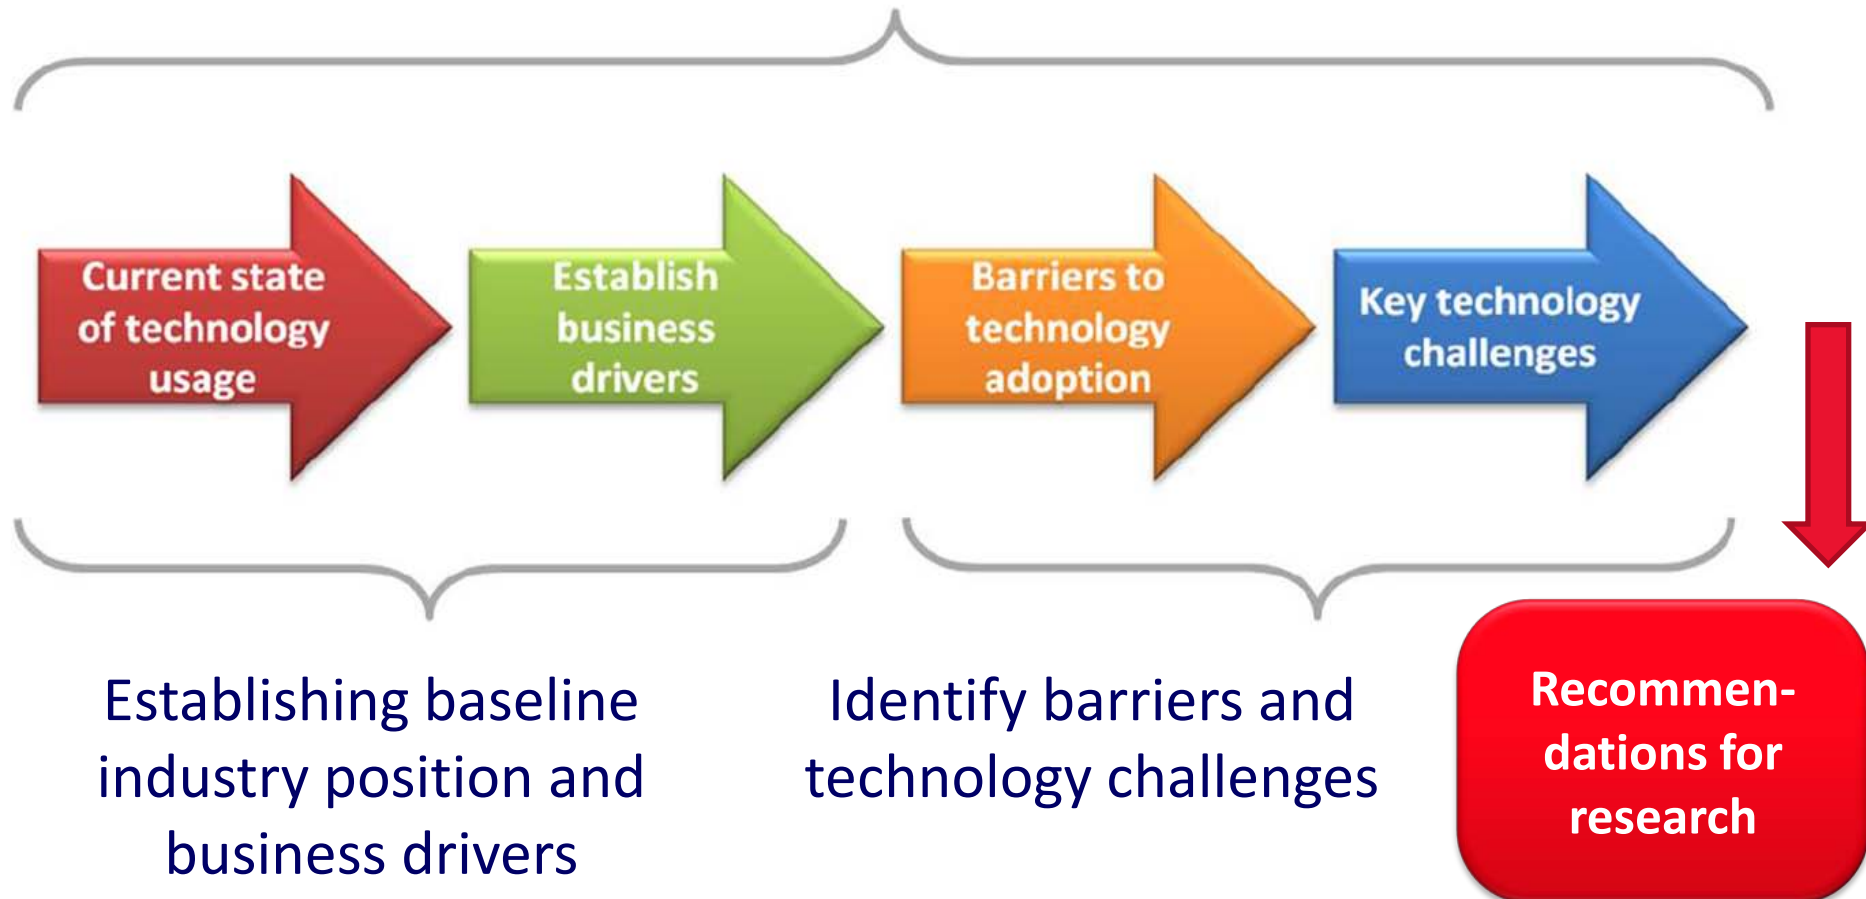 Current state
of technology
usage
Establish
business
drivers
Barriers to
technology
adoption
Key technology
challenges
Establishing baseline
industry position and
business drivers
Identify barriers and
technology challenges
Recommen-
dations for
research